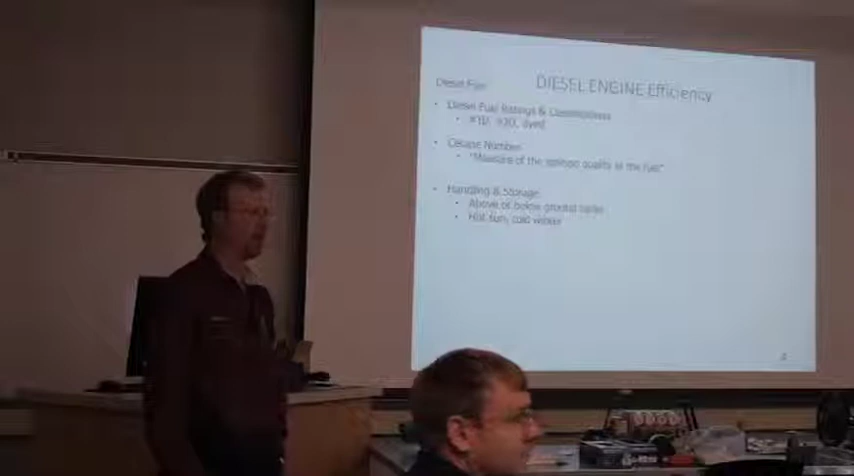 DIESEL ENGINE Efficiency
Diesel Fuel
• Diesel Fuel Ratings & Classifications
• #1D, #2D, dyed
• Cetane Number
• "Measure of the ignition quality of the fuel"
• Handling & Storage
• Above or below ground tanks
• Hot sun, cold winter